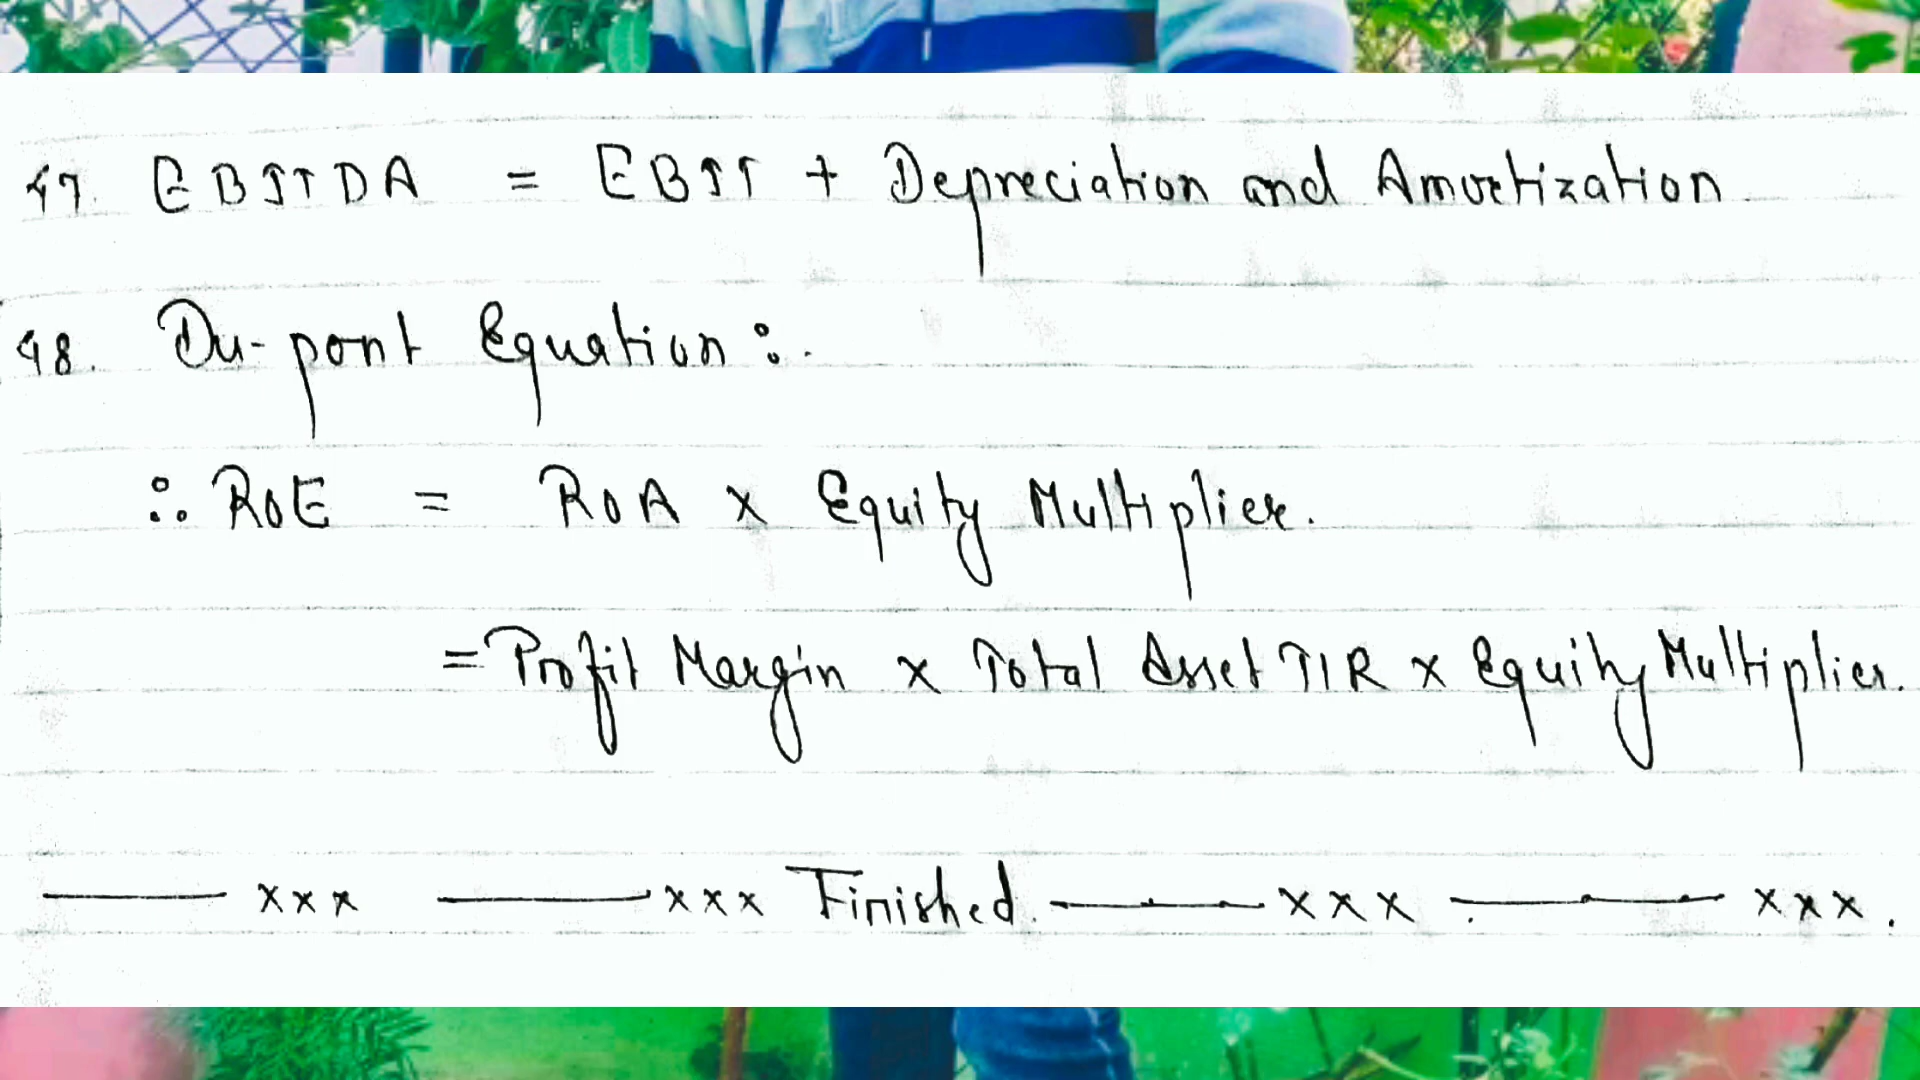 47. EBITDA = EBIT + Depreciation and Amortization
48. Du-pont Equation :.
∴ ROE = ROA x Equity Multiplier.
= Profit Margin x Total Asset T/R x Equity Multiplier.
—— xxx —— xxx Finished. —— xxx —— xxx.